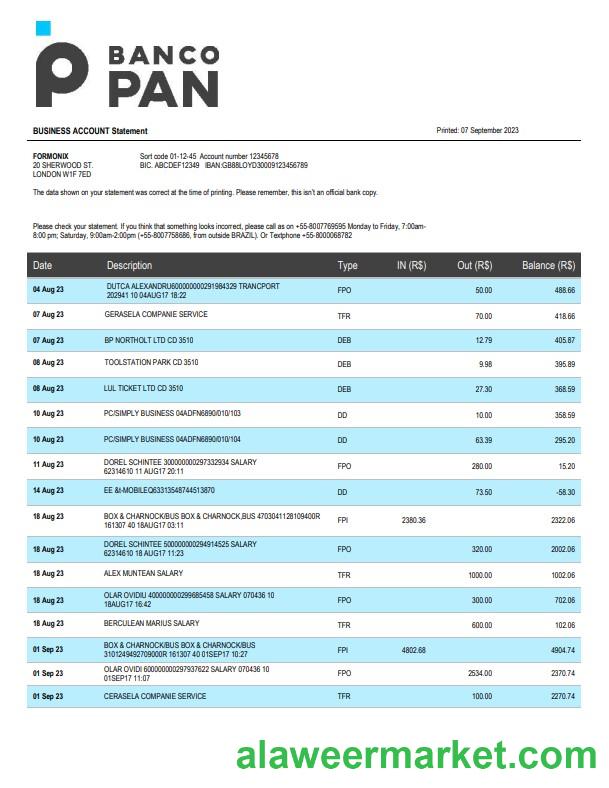 BANCO
PAN
BUSINESS ACCOUNT Statement Printed: 07 September 2023
FORMONIX Sort code 01-12-45 Account number 12345678
20 SHERWOOD ST. BIC. ABCDEF12349 IBAN:GB88LOYD30009123456789
LONDON W1F 7ED
The data shown on your statement was correct at the time of printing. Please remember, this isn't an official bank copy.
Please check your statement. If you think that something looks incorrect, please call as on +55-8007769595 Monday to Friday, 7:00am-
8:00 pm; Saturday, 9:00am-2:00pm (+55-8007758686, from outside BRAZIL). Or Textphone +55-8000068782
Date Description Type IN (R$) Out (R$) Balance (R$)
04 Aug 23 DUTCA ALEXANDRU600000000291984329 TRANCPORT
202941 10 04AUG17 18:22 FPO 50.00 488.66
07 Aug 23 GERASELA COMPANIE SERVICE TFR 70.00 418.66
07 Aug 23 BP NORTHOLT LTD CD 3510 DEB 12.79 405.87
08 Aug 23 TOOLSTATION PARK CD 3510 DEB 9.98 395.89
08 Aug 23 LUL TICKET LTD CD 3510 DEB 27.30 368.59
10 Aug 23 PC/SIMPLY BUSINESS 04ADFN6890/010/103 DD 10.00 358.59
10 Aug 23 PC/SIMPLY BUSINESS 04ADFN6890/010/104 DD 63.39 295.20
11 Aug 23 DOREL SCHINTEE 300000000297332934 SALARY
62314610 11 AUG17 20:11 FPO 280.00 15.20
14 Aug 23 EE &t-MOBILEQ63313548744513870 DD 73.50 -58.30
18 Aug 23 BOX & CHARNOCK/BUS BOX & CHARNOCK,BUS 4703041128109400R
161307 40 18AUG17 03:11 FPI 2380.36 2322.06
18 Aug 23 DOREL SCHINTEE 500000000294914525 SALARY
62314610 18 AUG17 11:23 FPO 320.00 2002.06
18 Aug 23 ALEX MUNTEAN SALARY TFR 1000.00 1002.06
18 Aug 23 OLAR OVIDIU 400000000299685458 SALARY 070436 10
18AUG17 16:42 FPO 300.00 702.06
18 Aug 23 BERCULEAN MARIUS SALARY TFR 600.00 102.06
01 Sep 23 BOX & CHARNOCK/BUS BOX & CHARNOCK/BUS
3101249492709000R 161307 40 01SEP17 10:27 FPI 4802.68 4904.74
01 Sep 23 OLAR OVIDI 600000000297937622 SALARY 070436 10
01SEP17 11:07 FPO 2534.00 2370.74
01 Sep 23 CERASELA COMPANIE SERVICE TFR 100.00 2270.74
alaweermarket.com